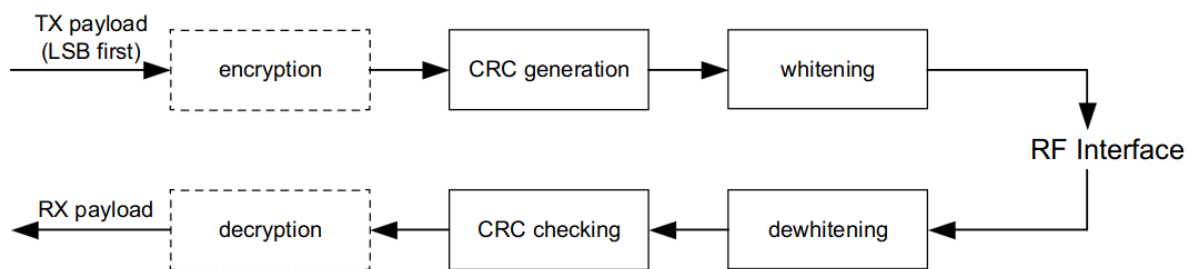 TX payload
(LSB first)
encryption
CRC generation
whitening
RF Interface
RX payload
decryption
CRC checking
dewhitening